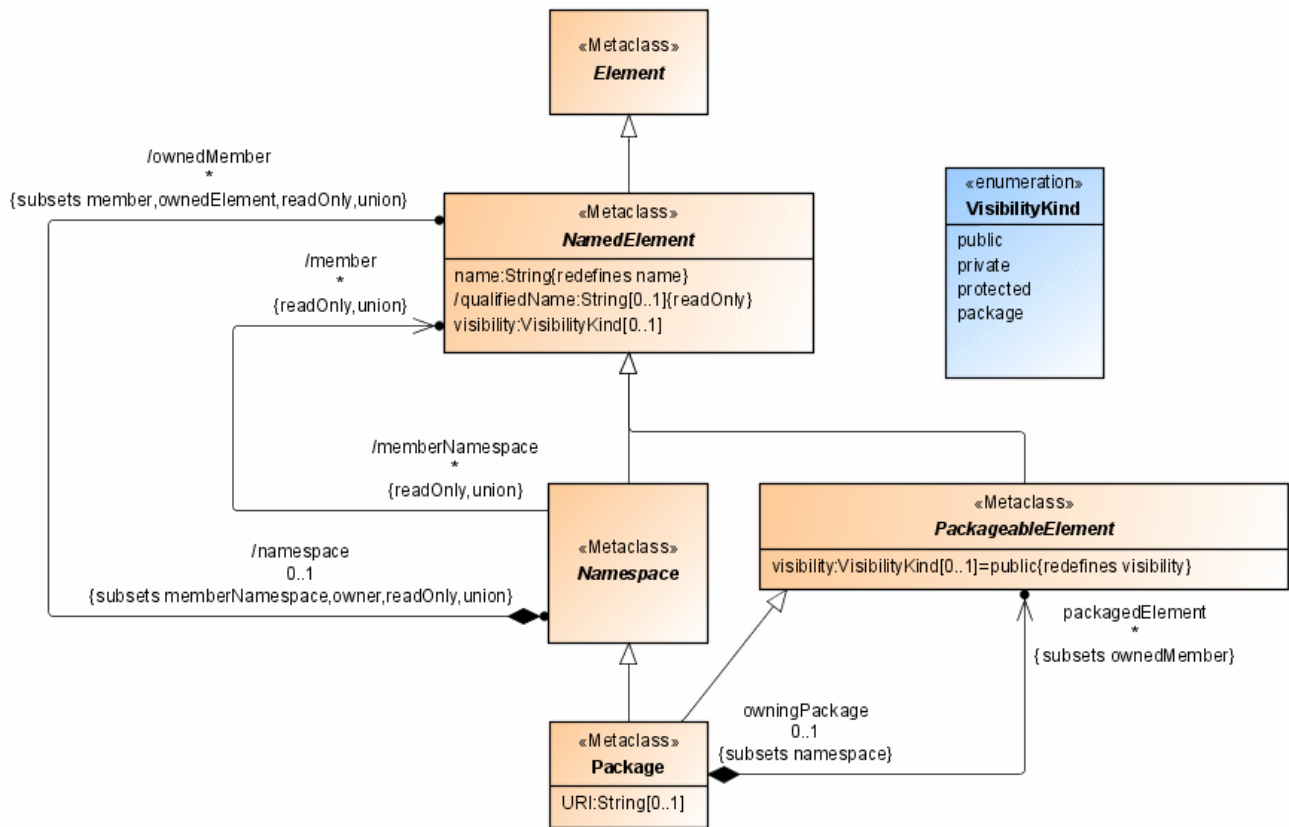 «Metaclass»
Element
/ownedMember
*
{subsets member,ownedElement,readOnly,union}
«Metaclass»
NamedElement
name:String{redefines name}
/qualifiedName:String[0..1]{readOnly}
visibility:VisibilityKind[0..1]
«enumeration»
VisibilityKind
public
private
protected
package
/member
*
{readOnly,union}
/memberNamespace
*
{readOnly,union}
/namespace
0..1
{subsets memberNamespace,owner,readOnly,union}
«Metaclass»
Namespace
«Metaclass»
PackageableElement
visibility:VisibilityKind[0..1]=public{redefines visibility}
packagedElement
*
{subsets ownedMember}
owningPackage
0..1
{subsets namespace}
«Metaclass»
Package
URI:String[0..1]